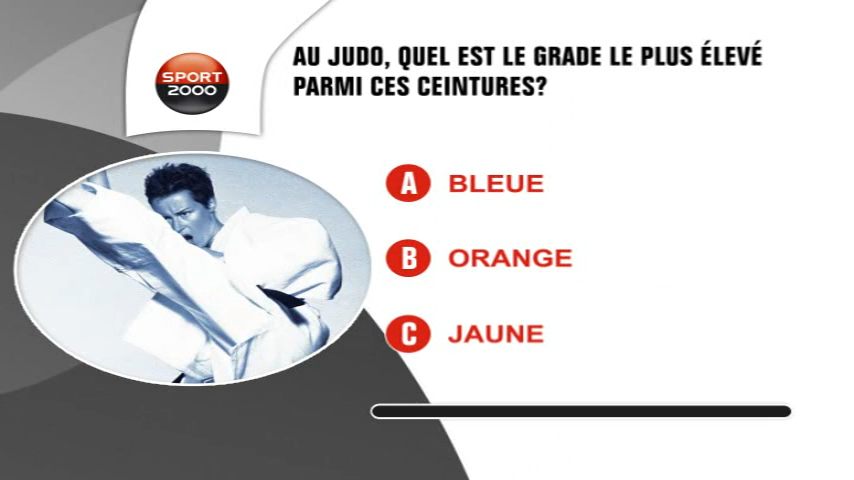 SPORT
2000
AU JUDO, QUEL EST LE GRADE LE PLUS ÉLEVÉ
PARMI CES CEINTURES?
A BLEUE
B ORANGE
C JAUNE